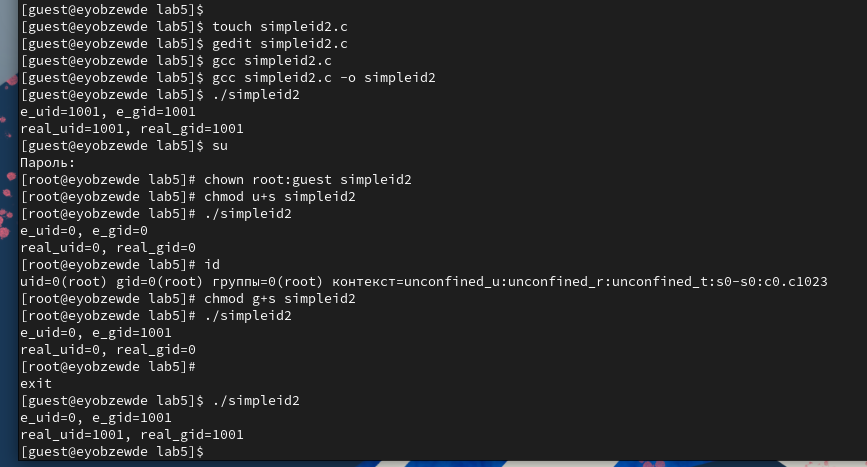 [guest@eyobzewde lab5]$
[guest@eyobzewde lab5]$ touch simpleid2.c
[guest@eyobzewde lab5]$ gedit simpleid2.c
[guest@eyobzewde lab5]$ gcc simpleid2.c
[guest@eyobzewde lab5]$ gcc simpleid2.c -o simpleid2
[guest@eyobzewde lab5]$ ./simpleid2
e_uid=1001, e_gid=1001
real_uid=1001, real_gid=1001
[guest@eyobzewde lab5]$ su
Пароль:
[root@eyobzewde lab5]# chown root:guest simpleid2
[root@eyobzewde lab5]# chmod u+s simpleid2
[root@eyobzewde lab5]# ./simpleid2
e_uid=0, e_gid=0
real_uid=0, real_gid=0
[root@eyobzewde lab5]# id
uid=0(root) gid=0(root) группы=0(root) контекст=unconfined_u:unconfined_r:unconfined_t:s0-s0:c0.c1023
[root@eyobzewde lab5]# chmod g+s simpleid2
[root@eyobzewde lab5]# ./simpleid2
e_uid=0, e_gid=1001
real_uid=0, real_gid=0
[root@eyobzewde lab5]#
exit
[guest@eyobzewde lab5]$ ./simpleid2
e_uid=0, e_gid=1001
real_uid=1001, real_gid=1001
[guest@eyobzewde lab5]$